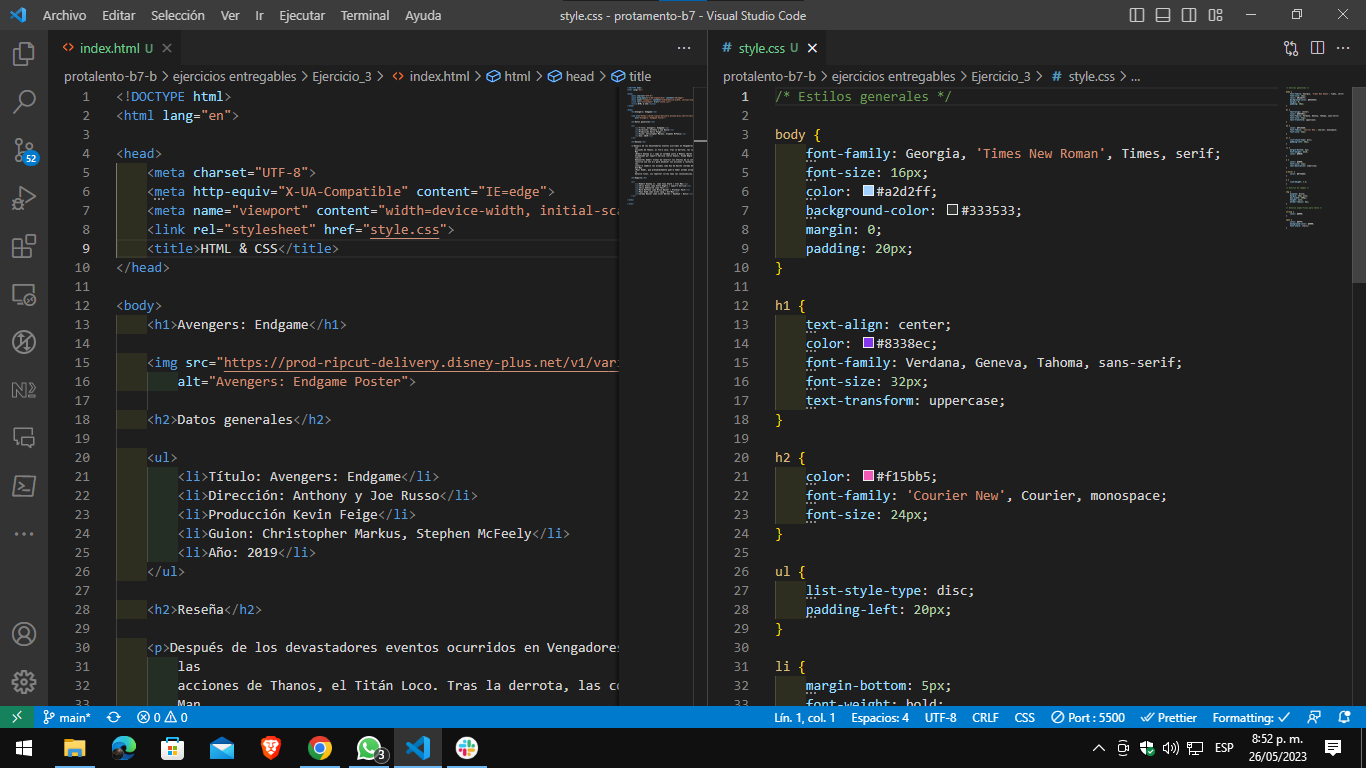 Archivo Editar Selección Ver Ir Ejecutar Terminal Ayuda
style.css - protamento-b7 - Visual Studio Code
index.html U
protalento-b7-b > ejercicios entregables > Ejercicio_3 > index.html > html > head > title
1 <!DOCTYPE html>
2 <html lang="en">
3
4 <head>
5 <meta charset="UTF-8">
6 <meta http-equiv="X-UA-Compatible" content="IE=edge">
7 <meta name="viewport" content="width=device-width, initial-sca
8 <link rel="stylesheet" href="style.css">
9 <title>HTML & CSS</title>
10 </head>
11
12 <body>
13 <h1>Avengers: Endgame</h1>
14
15 <img src="https://prod-ripcut-delivery.disney-plus.net/v1/var
16 alt="Avengers: Endgame Poster">
17
18 <h2>Datos generales</h2>
19
20 <ul>
21 <li>Título: Avengers: Endgame</li>
22 <li>Dirección: Anthony y Joe Russo</li>
23 <li>Producción Kevin Feige</li>
24 <li>Guion: Christopher Markus, Stephen McFeely</li>
25 <li>Año: 2019</li>
26 </ul>
27
28 <h2>Reseña</h2>
29
30 <p>Después de los devastadores eventos ocurridos en Vengadores
31 las
32 acciones de Thanos, el Titán Loco. Tras la derrota, las co
33 Man
style.css U
protalento-b7-b > ejercicios entregables > Ejercicio_3 > # style.css > ...
1 /* Estilos generales */
2
3 body {
4 font-family: Georgia, 'Times New Roman', Times, serif;
5 font-size: 16px;
6 color: #a2d2ff;
7 background-color: #333533;
8 margin: 0;
9 padding: 20px;
10 }
11
12 h1 {
13 text-align: center;
14 color: #8338ec;
15 font-family: Verdana, Geneva, Tahoma, sans-serif;
16 font-size: 32px;
17 text-transform: uppercase;
18 }
19
20 h2 {
21 color: #f15bb5;
22 font-family: 'Courier New', Courier, monospace;
23 font-size: 24px;
24 }
25
26 ul {
27 list-style-type: disc;
28 padding-left: 20px;
29 }
30
31 li {
32 margin-bottom: 5px;
33 font-weight: bold;
52
main* 0 0
Lín. 1, col. 1 Espacios: 4 UTF-8 CRLF CSS Port : 5500 Prettier Formatting:
3
ESP
8:52 p. m.
26/05/2023